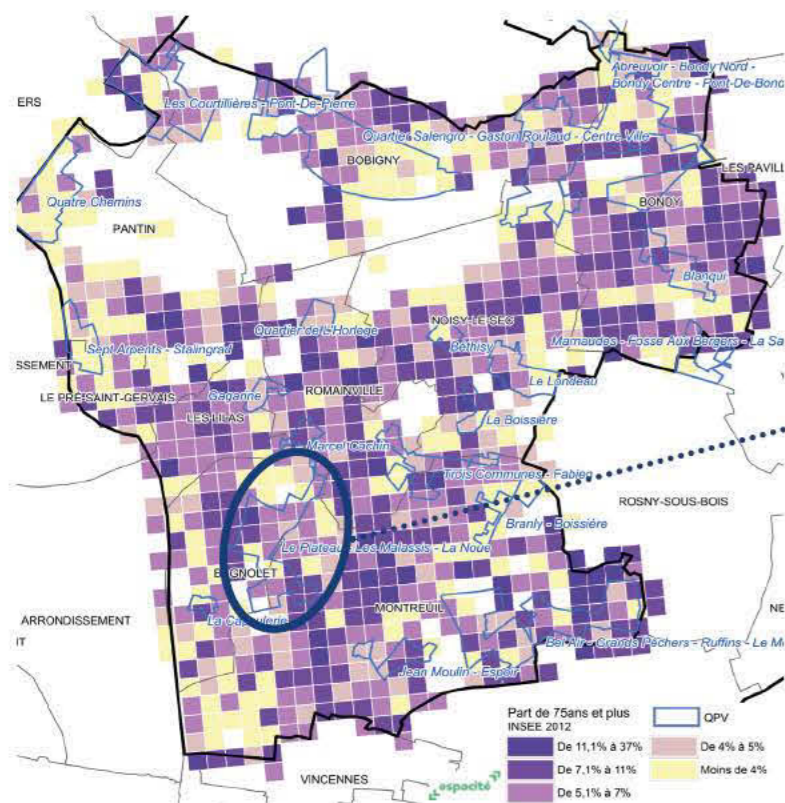 Abreuvoir - Bondy Nord -
Bondy Centre - Pont-De-Bond
ERS
Les Courtillières - Pont-De-Pierre
Quartier Salengro - Gaston Roulaud - Centre Ville
BOBIGNY
LES PAVILL
Quatre Chemins
BONDY
PANTIN
Blanqui
NOISY-LE-SEC
Quartier de L'Horloge
Marnaudes - Fosse Aux Bergers - La Sa
Sept Arpents - Stalingrad
Béthisy
SSEMENT
Le Londeau
LE PRÉ-SAINT-GERVAIS
Gagarine
ROMAINVILLE
LES LILAS
La Boissière
Marcel Cachin
Trois Communes - Fabien
ROSNY-SOUS-BOIS
Branly - Boissière
Le Plateau - Les Malassis - La Noue
BAGNOLET
MONTREUIL
NE
ARRONDISSEMENT
La Capsulerie
IT
Bel Air - Grands Pêchers - Ruffins - Le M
Jean Moulin - Espoir
Part de 75ans et plus
INSEE 2012
QPV
De 11,1% à 37%
De 4% à 5%
De 7,1% à 11%
Moins de 4%
De 5,1% à 7%
espacité
VINCENNES